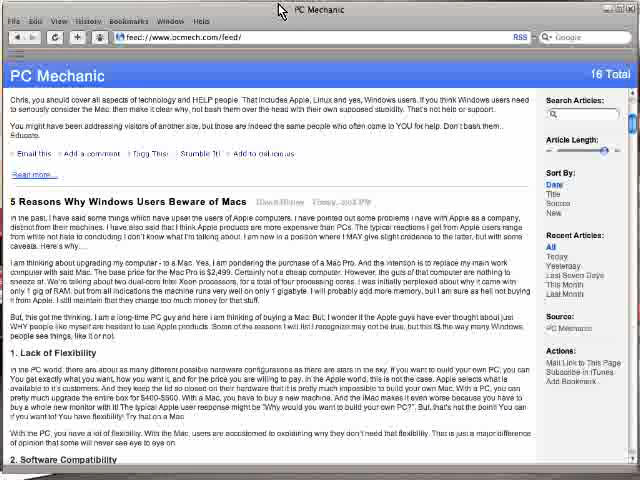 PC Mechanic
File Edit View History Bookmarks Window Help
feed://www.pcmech.com/feed/ RSS Google
PC Mechanic 16 Total
Chris, you should cover all aspects of technology and HELP people. That includes Apple, Linux and yes, Windows users. If you think Windows users need
to seriously consider the Mac, then make it clear why, not bash them over the head with their own supposed stupidity. That's not help or support.
You might have been addressing visitors of another site, but those are indeed the same people who often come to YOU for help. Don't bash them..
Educate.
Email this Add a comment Digg This! Stumble It! Add to del.icio.us
Read more...
5 Reasons Why Windows Users Beware of Macs
In the past, I have said some things which have upset the users of Apple computers. I have pointed out some problems I have with Apple as a company,
distinct from their machines. I have also said that I think Apple products are more expensive than PCs. The typical reactions I get from Apple users range
from while not hate to concluding I don't know what I'm talking about. I am now in a position where I MAY give slight credence to the latter, but with some
caveats. Here's why....
I am thinking about upgrading my computer - to a Mac. Yes, I am pondering the purchase of a Mac Pro. And the intention is to replace my main work
computer with said Mac. The base price for the Mac Pro is $2,499. Certainly not a cheap computer. However, the guts of that computer are nothing to
sneeze at. We're talking about two dual-core Intel Xeon processors, for a total of four processing cores. I was initially perplexed about why it came with
only 1 gig of RAM, but from all indications the machine runs very well on only 1 gigabyte. I will probably add more memory, but I am sure as hell not buying
it from Apple. I still maintain that they charge too much money for that stuff.
But, this got me thinking. I am a long-time PC guy and here I am thinking of buying a Mac. But, I wonder if the Apple guys have ever thought about just
WHY people like myself are hesitant to use Apple products. Some of the reasons I will list I recognize may not be true, but this IS the way many Windows
people see things, like it or not.
1. Lack of Flexibility
In the PC world, there are about as many different possible hardware configurations as there are stars in the sky. If you want to build your own PC, you can
You get exactly what you want, how you want it, and for the price you are willing to pay. In the Apple world, this is not the case. Apple selects what is
available to it's customers. And they keep the lid so closed on their hardware that it is pretty much impossible to build your own Mac. With a PC, you can
pretty much upgrade the entire box for $400-$500. With a Mac, you have to buy a new machine. And the iMac makes it even worse because you have to
buy a whole new monitor with it! The typical Apple user response might be "Why would you want to build your own PC?". But, that's not the point! You can
if you want to! You have flexibility! Try that on a Mac
With the PC, you have a lot of flexibility. With the Mac, users are accustomed to explaining why they don't need that flexibility. This is just a major difference
of opinion that some will never see eye to eye on.
2. Software Compatibility
Search Articles:
Article Length:
Sort By:
Date
Title
Source
New
Recent Articles:
All
Today
Yesterday
Last Seven Days
This Month
Last Month
Source:
PC Mechanic
Actions:
Mail Link to This Page
Subscribe in iTunes
Add Bookmark...